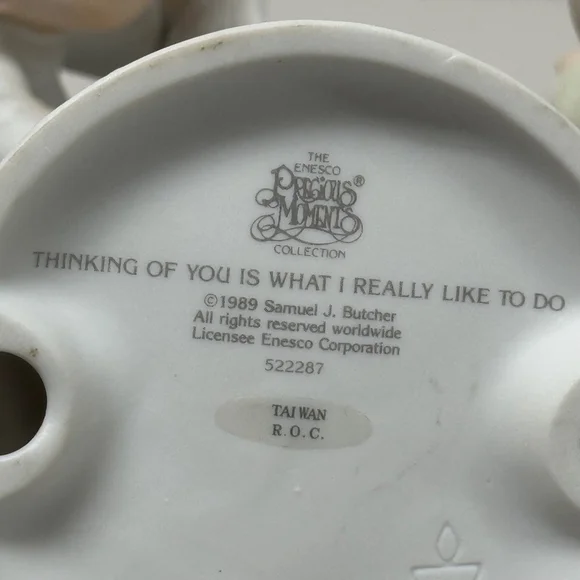 THE
ENESCO
PRECIOUS ®
MOMENTS
COLLECTION
THINKING OF YOU IS WHAT I REALLY LIKE TO DO
©1989 Samuel J. Butcher
All rights reserved worldwide
Licensee Enesco Corporation
522287
TAIWAN
R.O.C.